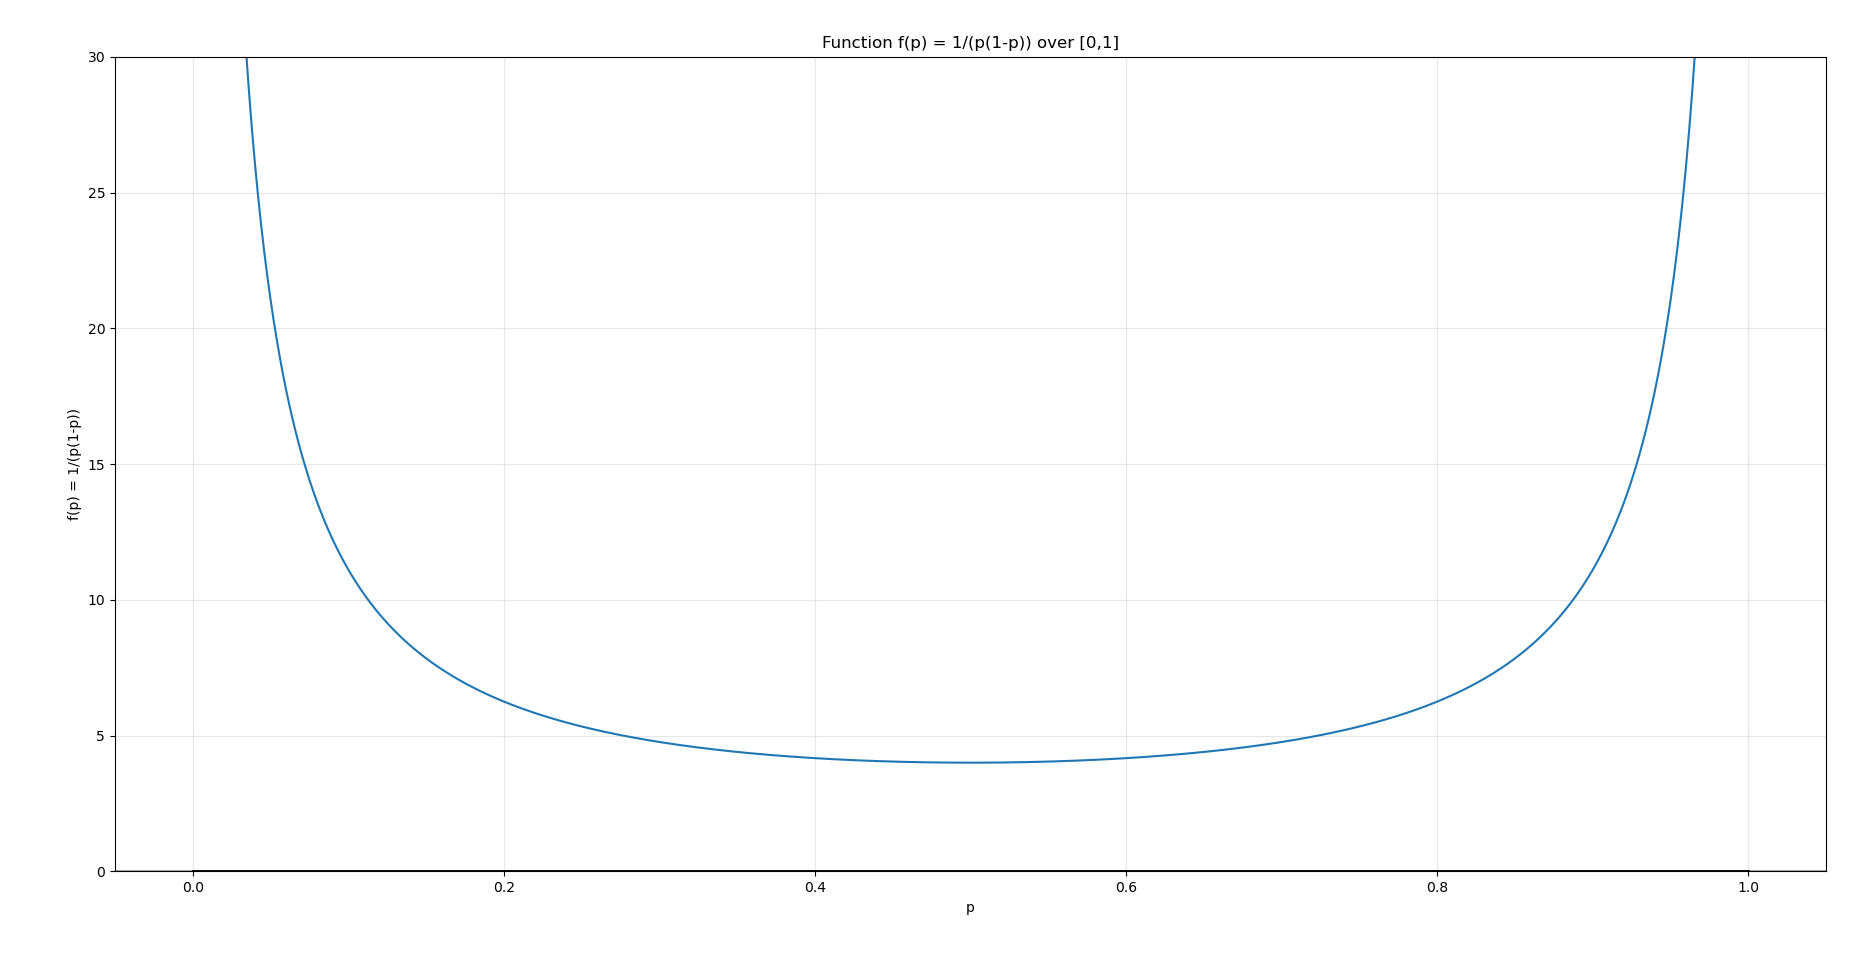 Function f(p) = 1/(p(1-p)) over [0,1]
f(p) = 1/(p(1-p))
30
25
20
15
10
5
0
0.0 0.2 0.4 0.6 0.8 1.0
p